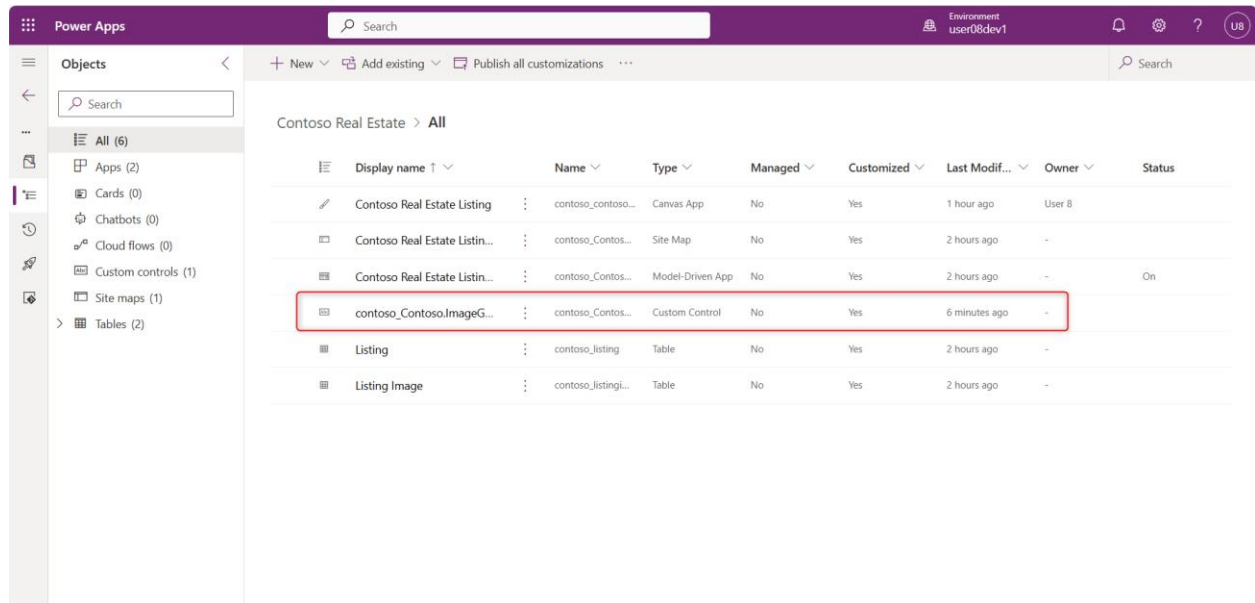 Power Apps
Search
Environment
user08dev1
U8
Objects
New
Add existing
Publish all customizations
Search
Search
Contoso Real Estate > All
All (6)
Apps (2)
Cards (0)
Chatbots (0)
Cloud flows (0)
Custom controls (1)
Site maps (1)
Tables (2)
Display name ↑ Name Type Managed Customized Last Modif... Owner Status
Contoso Real Estate Listing contoso_contoso... Canvas App No Yes 1 hour ago User 8
Contoso Real Estate Listin... contoso_Contos... Site Map No Yes 2 hours ago -
Contoso Real Estate Listin... contoso_Contos... Model-Driven App No Yes 2 hours ago - On
contoso_Contoso.ImageG... contoso_Contos... Custom Control No Yes 6 minutes ago -
Listing contoso_listing Table No Yes 2 hours ago -
Listing Image contoso_listingi... Table No Yes 2 hours ago -